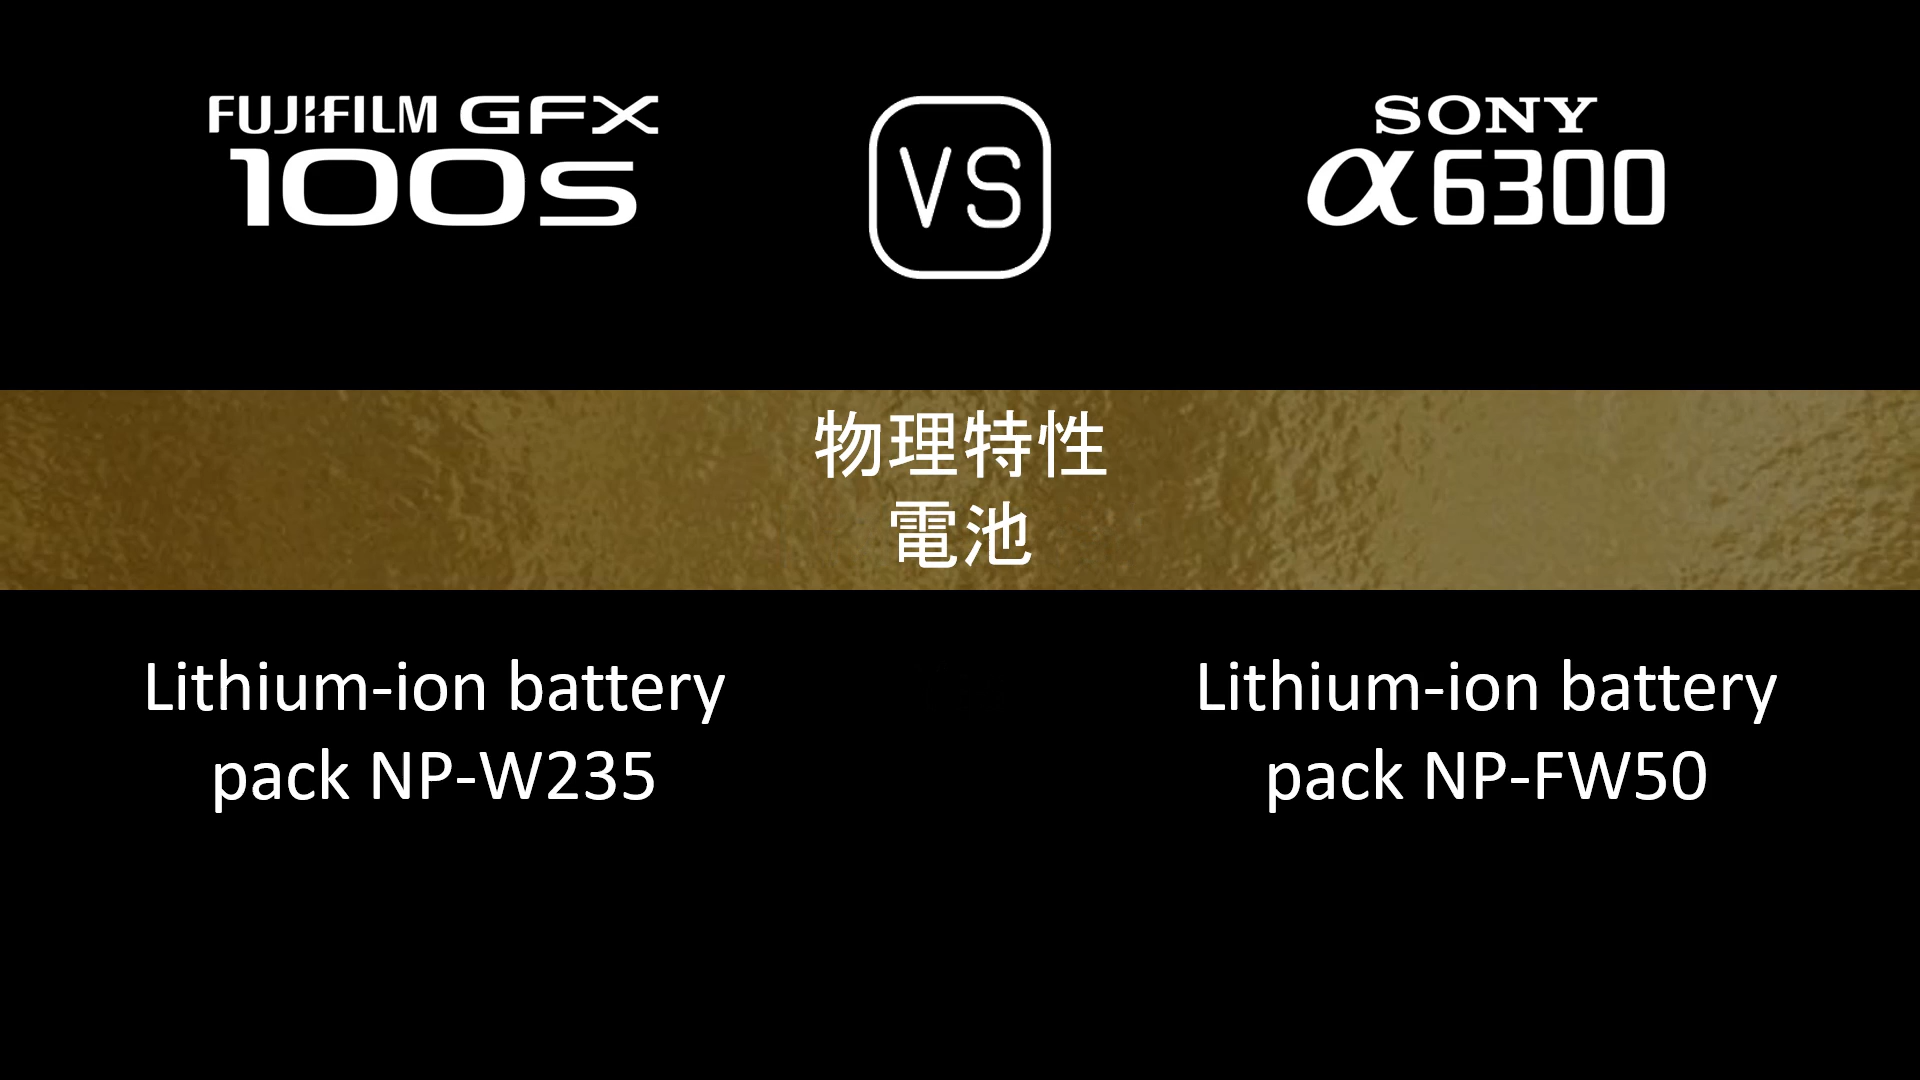 FUJIFILM GFX
100S
VS
SONY
α6300
物理特性
電池
Lithium-ion battery
pack NP-W235
Lithium-ion battery
pack NP-FW50